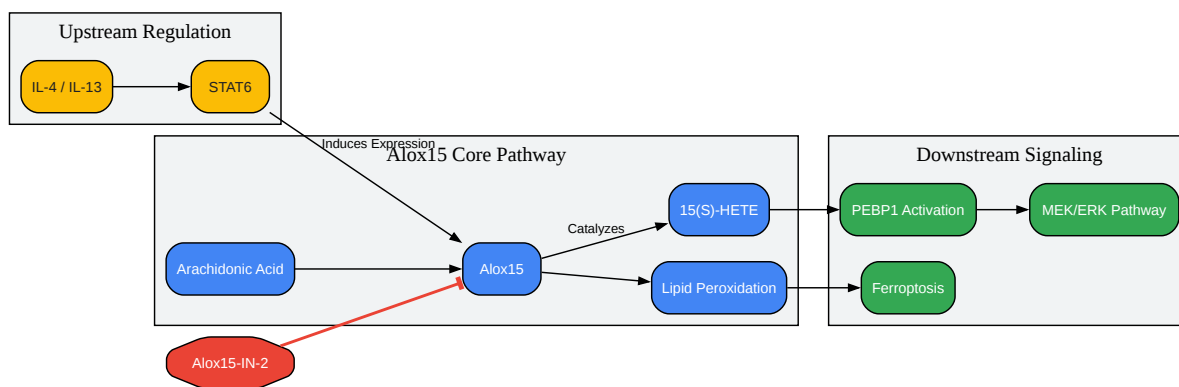 Upstream Regulation
IL-4 / IL-13
STAT6
Induces Expression
Alox15 Core Pathway
Downstream Signaling
15(S)-HETE
PEBP1 Activation
MEK/ERK Pathway
Catalyzes
Arachidonic Acid
Alox15
Lipid Peroxidation
Ferroptosis
Alox15-IN-2